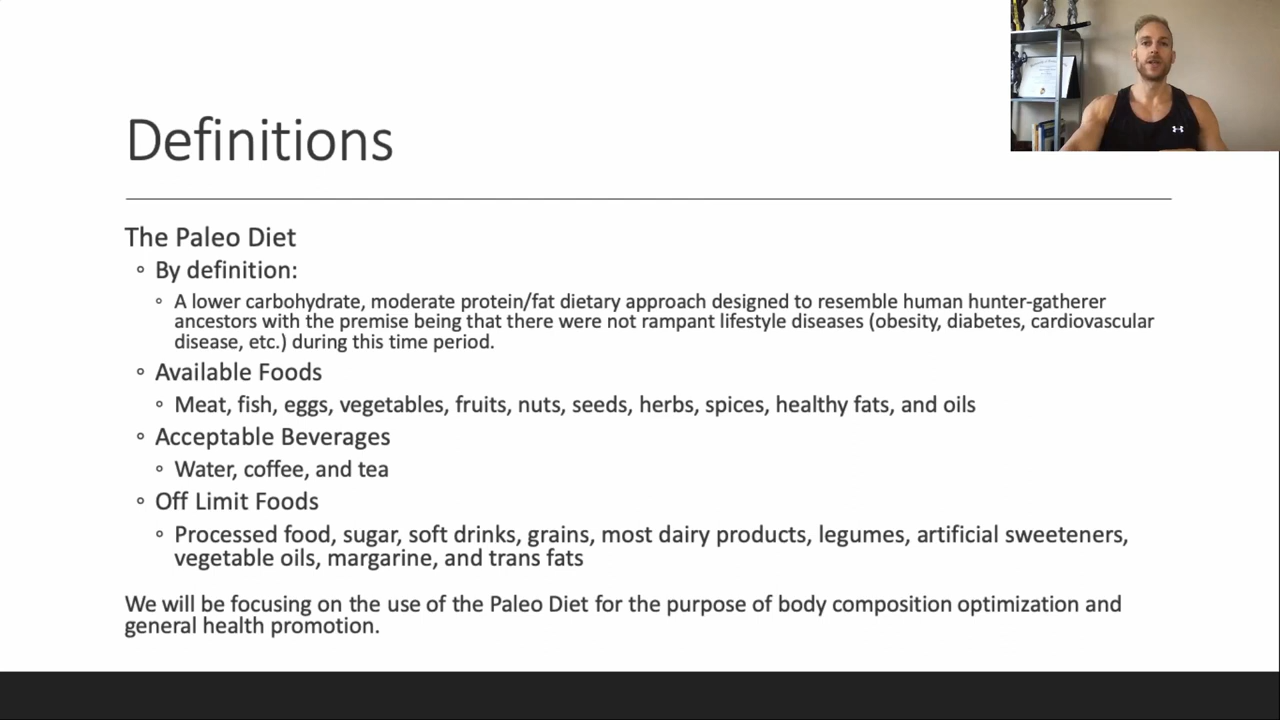 Definitions
The Paleo Diet
◦ By definition:
◦ A lower carbohydrate, moderate protein/fat dietary approach designed to resemble human hunter-gatherer
ancestors with the premise being that there were not rampant lifestyle diseases (obesity, diabetes, cardiovascular
disease, etc.) during this time period.
◦ Available Foods
◦ Meat, fish, eggs, vegetables, fruits, nuts, seeds, herbs, spices, healthy fats, and oils
◦ Acceptable Beverages
◦ Water, coffee, and tea
◦ Off Limit Foods
◦ Processed food, sugar, soft drinks, grains, most dairy products, legumes, artificial sweeteners,
vegetable oils, margarine, and trans fats
We will be focusing on the use of the Paleo Diet for the purpose of body composition optimization and
general health promotion.